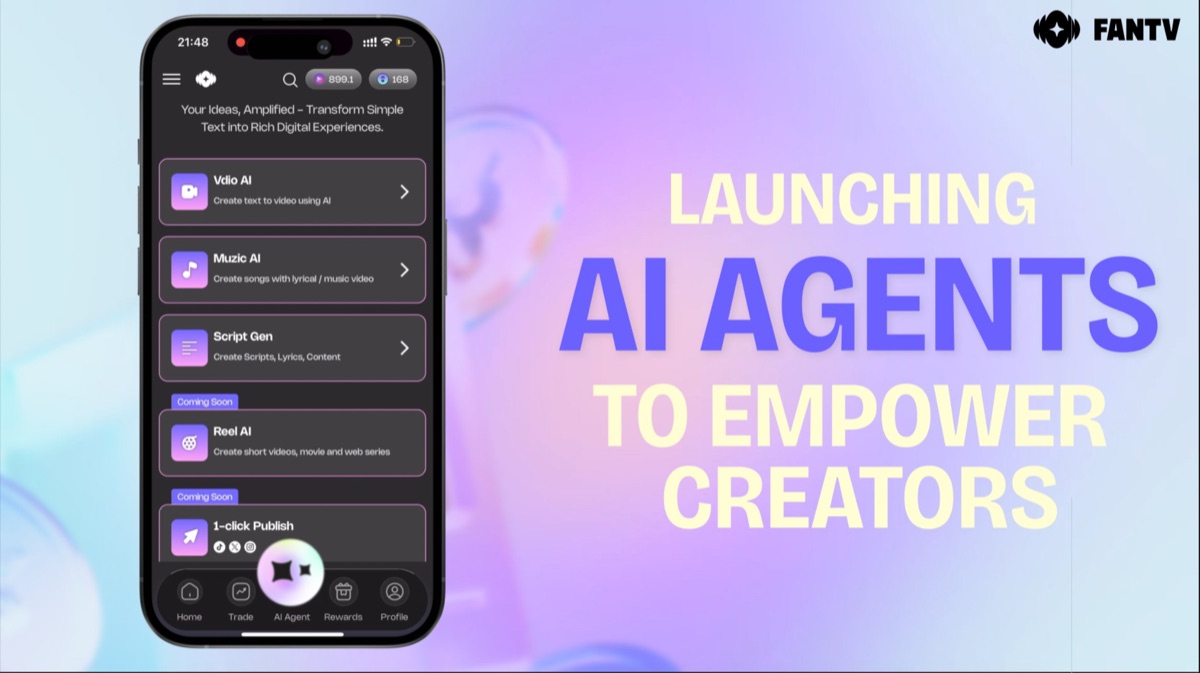 FANTV
21:48
899.1
168
Your Ideas, Amplified - Transform Simple
Text into Rich Digital Experiences.
Vdio AI
Create text to video using AI
Muzic AI
Create songs with lyrical / music video
Script Gen
Create Scripts, Lyrics, Content
Coming Soon
Reel AI
Create short videos, movie and web series
Coming Soon
1-click Publish
Home
Trade
AI Agent
Rewards
Profile
LAUNCHING
AI AGENTS
TO EMPOWER
CREATORS